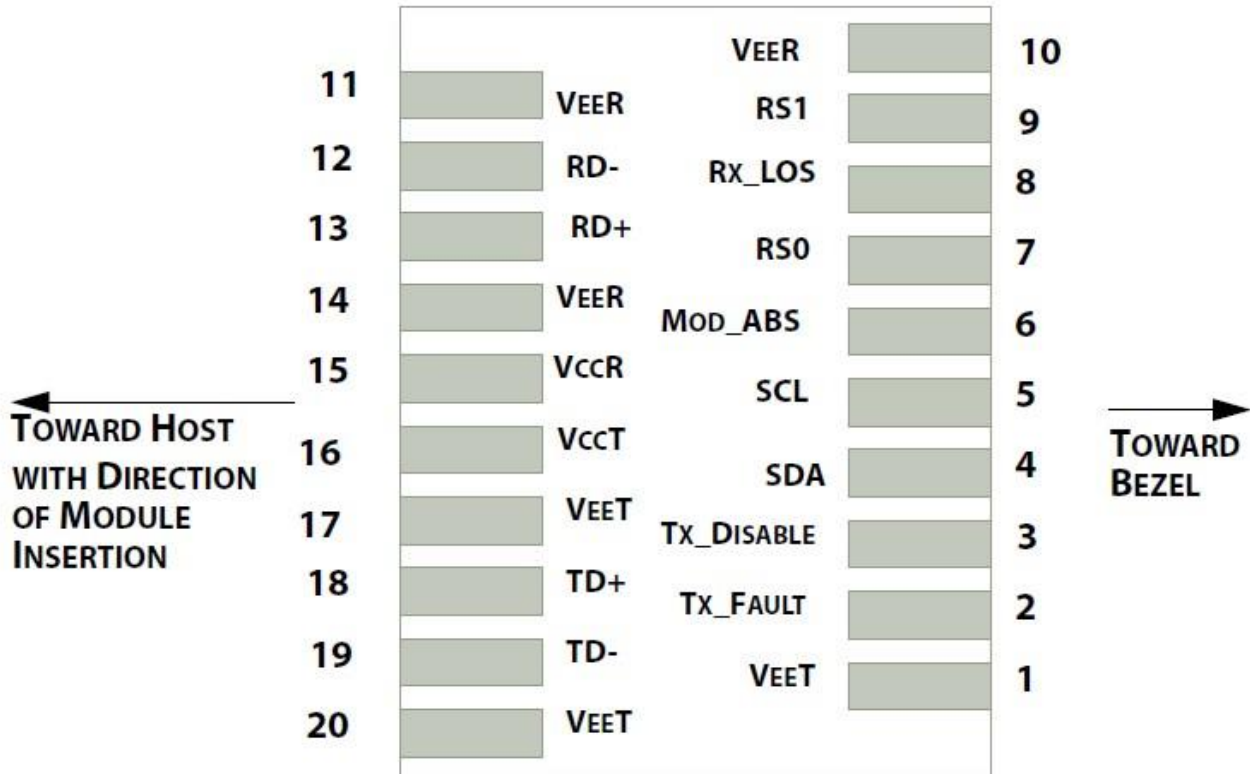 VEER 10
11 VEER
RS1 9
12 RD-
RX_LOS 8
13 RD+
RS0 7
14 VEER
MOD_ABS 6
15 VCCR
SCL 5
TOWARD HOST
WITH DIRECTION
OF MODULE
INSERTION
TOWARD
BEZEL
16 VCCT
SDA 4
17 VEET
TX_DISABLE 3
18 TD+
TX_FAULT 2
19 TD-
VEET 1
20 VEET